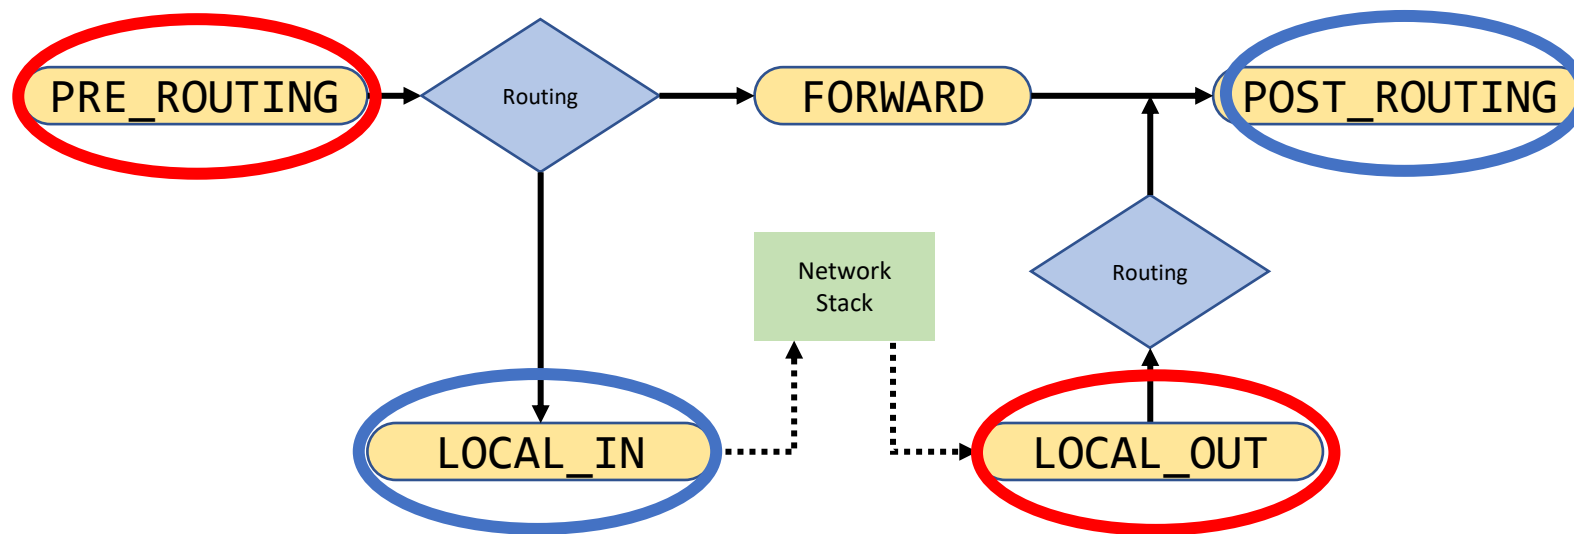 PRE_ROUTING
Routing
FORWARD
POST_ROUTING
Network
Stack
Routing
LOCAL_IN
LOCAL_OUT